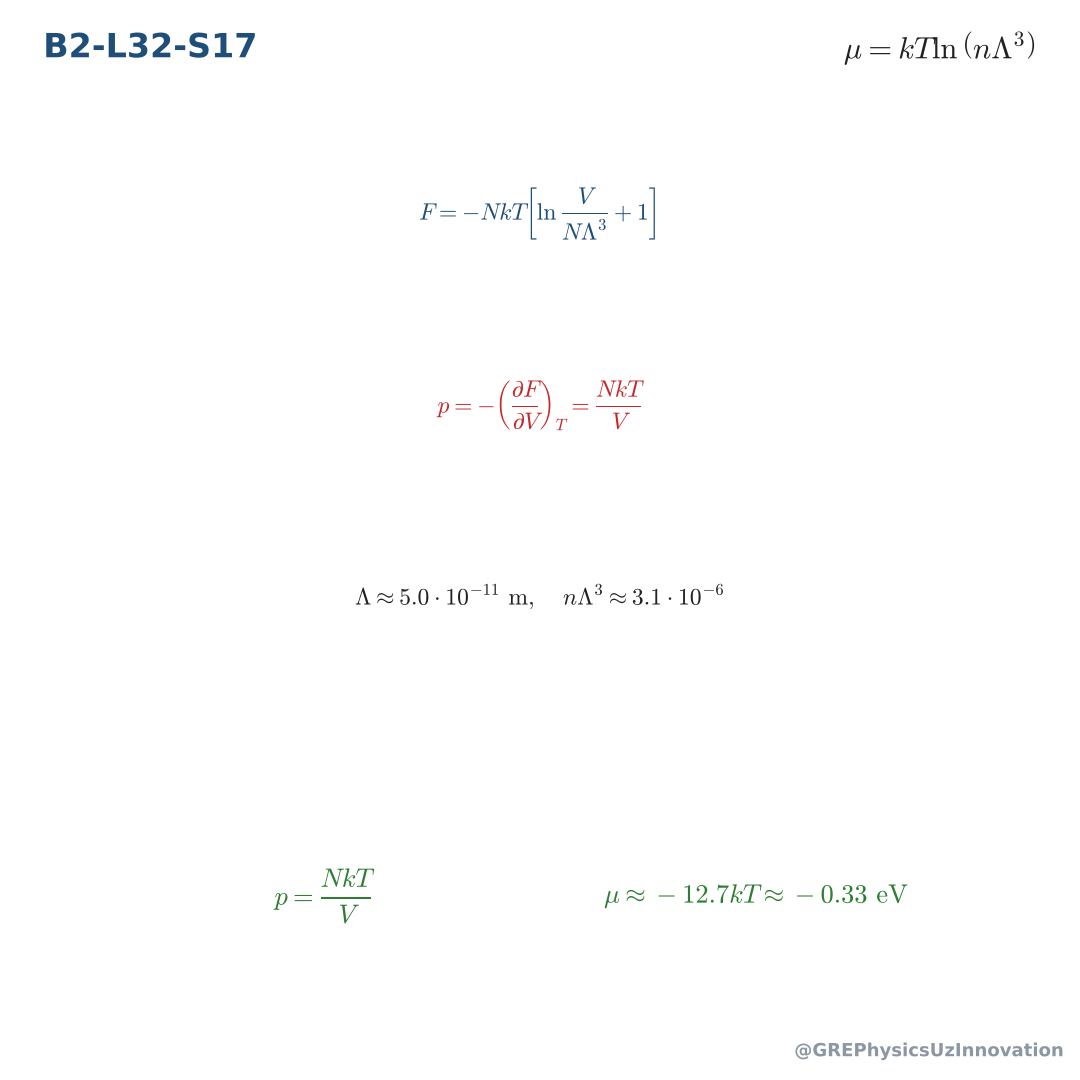 B2-L32-S17
μ = kT ln (nΛ³)
F = −NkT[ln V/(NΛ³) + 1]
p = −(∂F/∂V)_T = NkT/V
Λ ≈ 5.0 · 10⁻¹¹ m, nΛ³ ≈ 3.1 · 10⁻⁶
p = NkT/V
μ ≈ −12.7kT ≈ −0.33 eV
@GREPhysicsUzInnovation